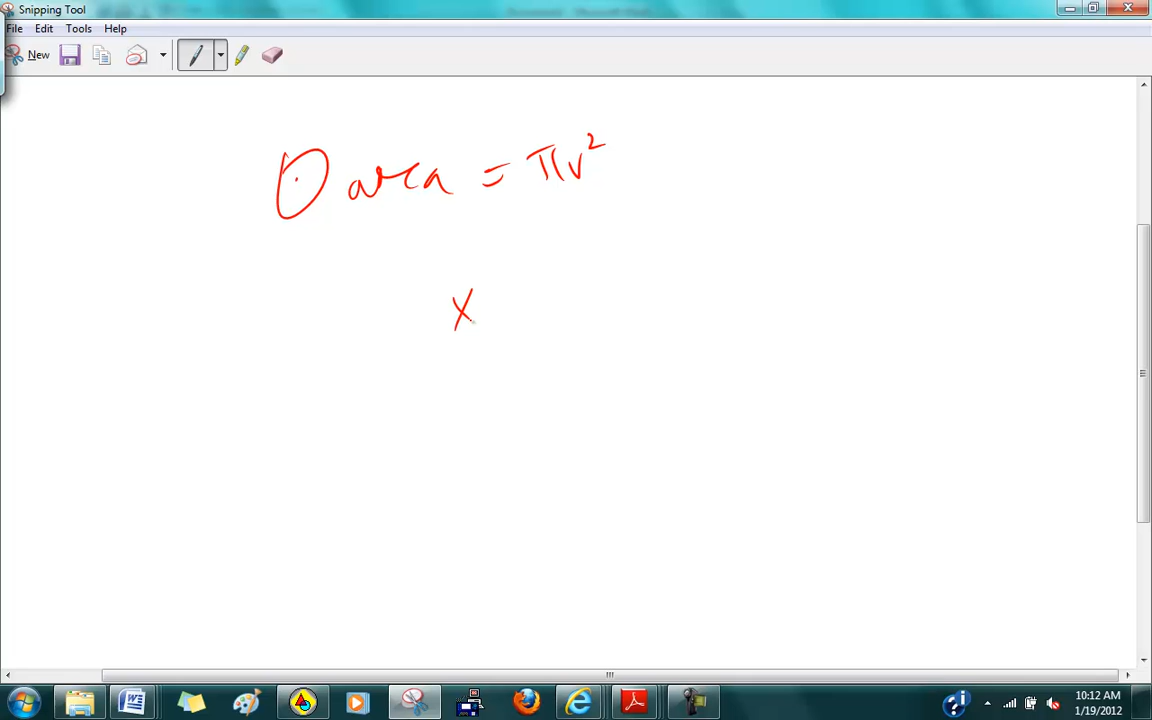 Snipping Tool
File Edit Tools Help
New
⊙ area = πr²
x
10:12 AM
1/19/2012